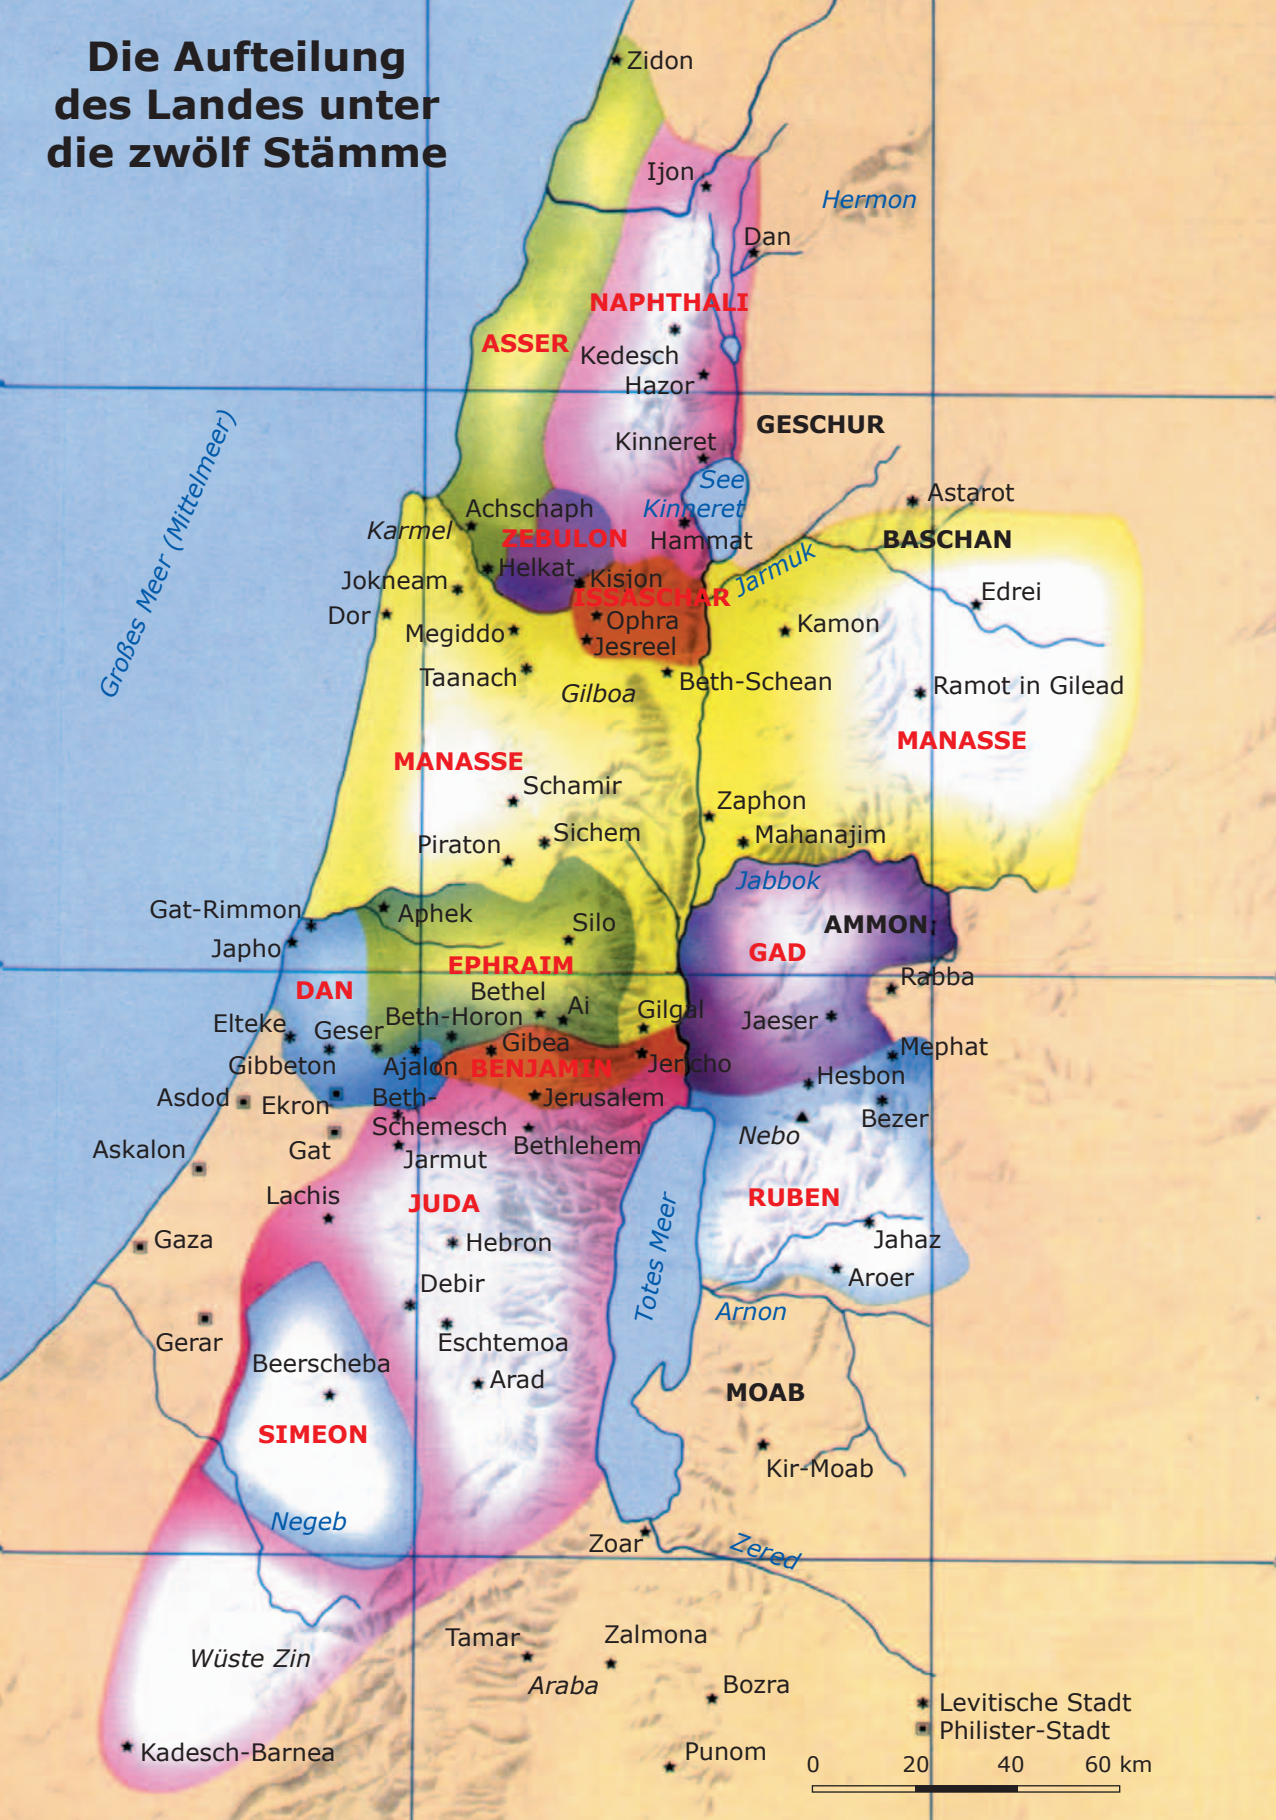 Die Aufteilung
des Landes unter
die zwölf Stämme
Zidon
Ijon
Hermon
Dan
NAPHTHALI
ASSER
Kedesch
Hazor
GESCHUR
Kinneret
See
Kinneret
Großes Meer (Mittelmeer)
Astarot
Achschaph
Karmel
ZEBULON
Hammat
BASCHAN
Jarmuk
Helkat
Jokneam
Kisjon
ISSASCHAR
Edrei
Dor
Ophra
Kamon
Megiddo
Jesreel
Taanach
Gilboa
Beth-Schean
Ramot in Gilead
MANASSE
MANASSE
Schamir
Zaphon
Sichem
Mahanajim
Piraton
Jabbok
Gat-Rimmon
Aphek
Silo
AMMON
Japho
GAD
EPHRAIM
Rabba
DAN
Bethel
Ai
Gilgal
Elteke
Geser
Beth-Horon
Jaeser
Gibea
Mephat
Gibbeton
Ajalon
BENJAMIN
Jericho
Hesbon
Asdod
Ekron
Beth-
Schemesch
Jerusalem
Bezer
Nebo
Askalon
Gat
Bethlehem
Jarmut
Lachis
JUDA
RUBEN
Totes Meer
Gaza
Hebron
Jahaz
Debir
Aroer
Arnon
Gerar
Eschtemoa
Beerscheba
Arad
MOAB
SIMEON
Kir-Moab
Negeb
Zoar
Zered
Tamar
Zalmona
Wüste Zin
Araba
Bozra
Levitische Stadt
Philister-Stadt
Kadesch-Barnea
Punom
0 20 40 60 km